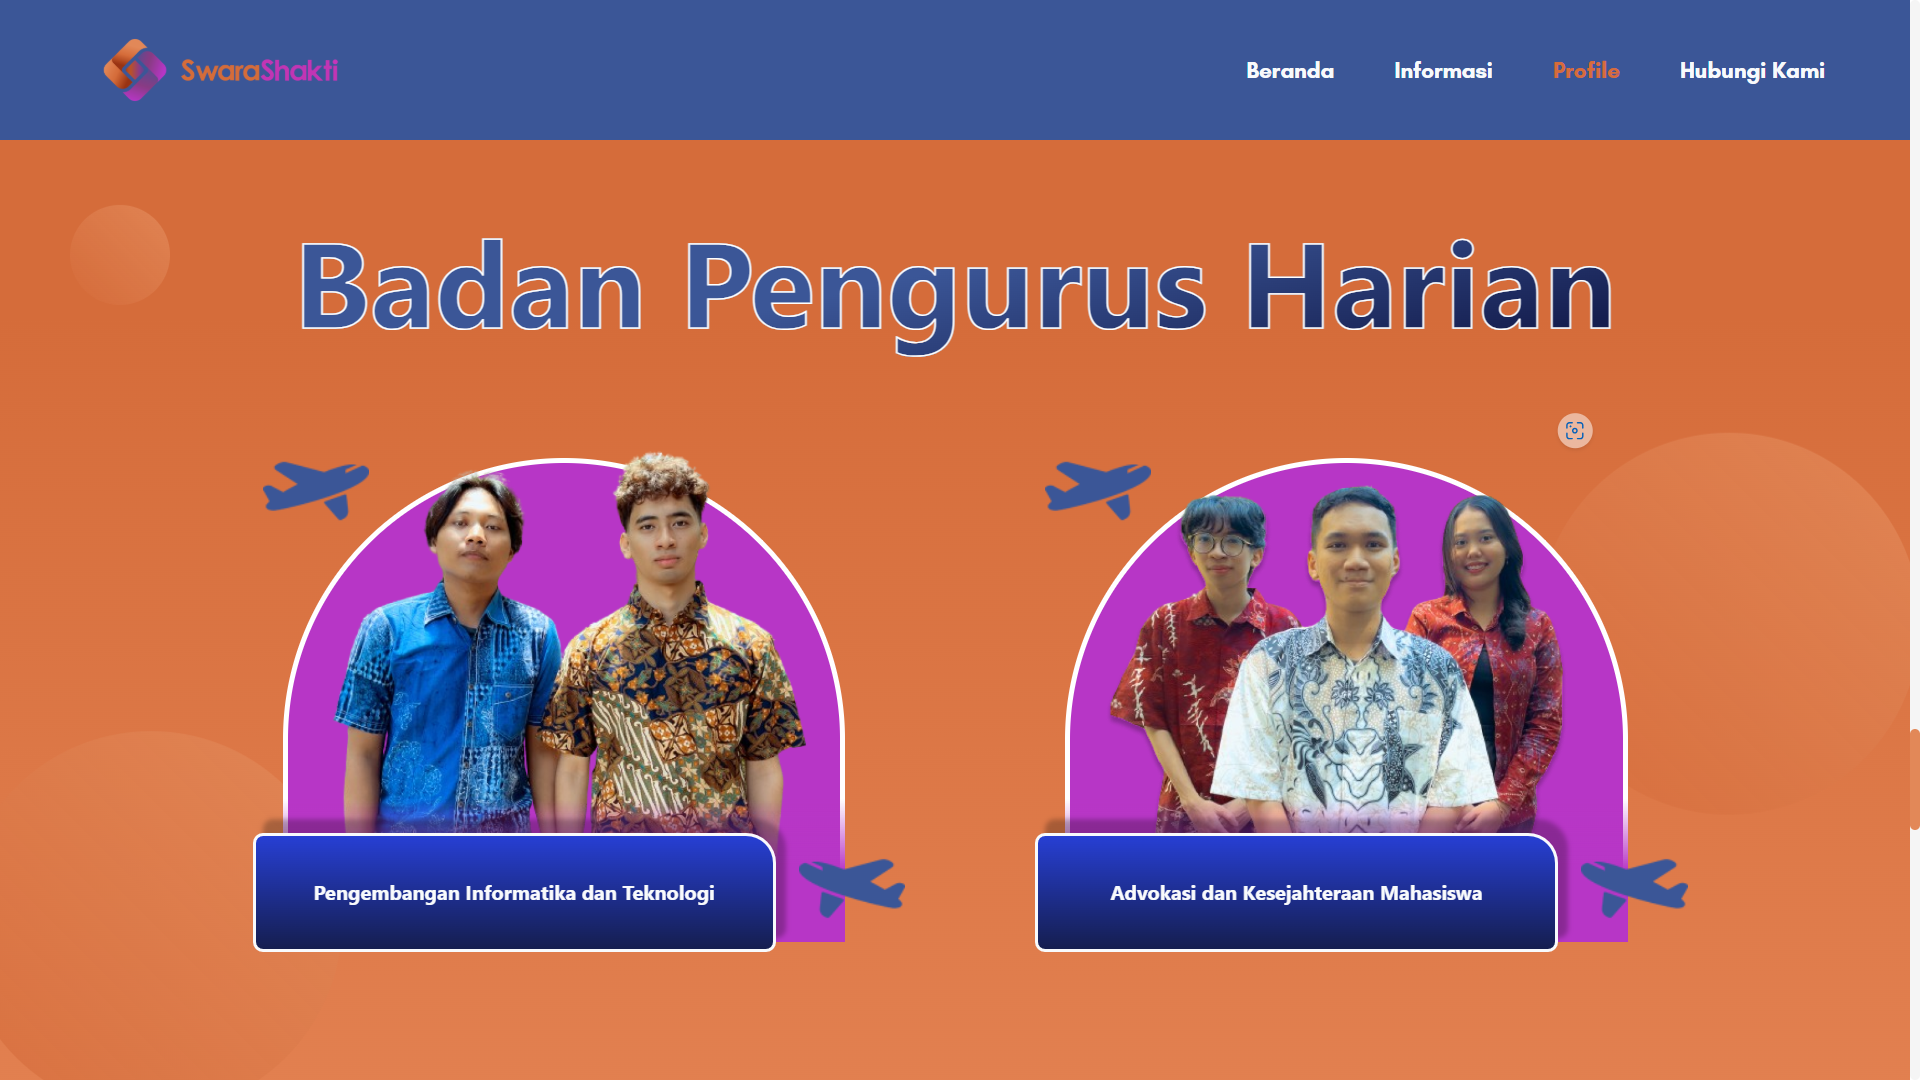 SwaraShakti
Beranda Informasi Profile Hubungi Kami
Badan Pengurus Harian
Pengembangan Informatika dan Teknologi
Advokasi dan Kesejahteraan Mahasiswa